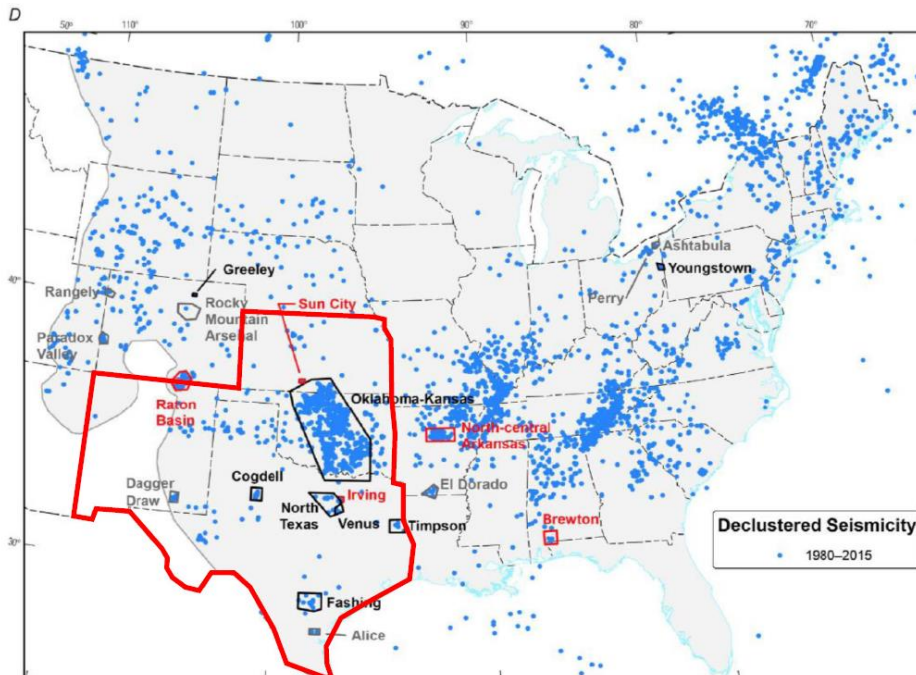 D
50°
110°
100°
90°
80°
70°
40°
30°
Ashtabula
Youngstown
Perry
Greeley
Rangely
Rocky
Mountain
Arsenal
Sun City
Paradox
Valley
Raton
Basin
Oklahoma-Kansas
North-central
Arkansas
Dagger
Draw
Cogdell
El Dorado
Irving
North
Texas
Venus
Timpson
Brewton
Fashing
Alice
Declustered Seismicity
1980–2015